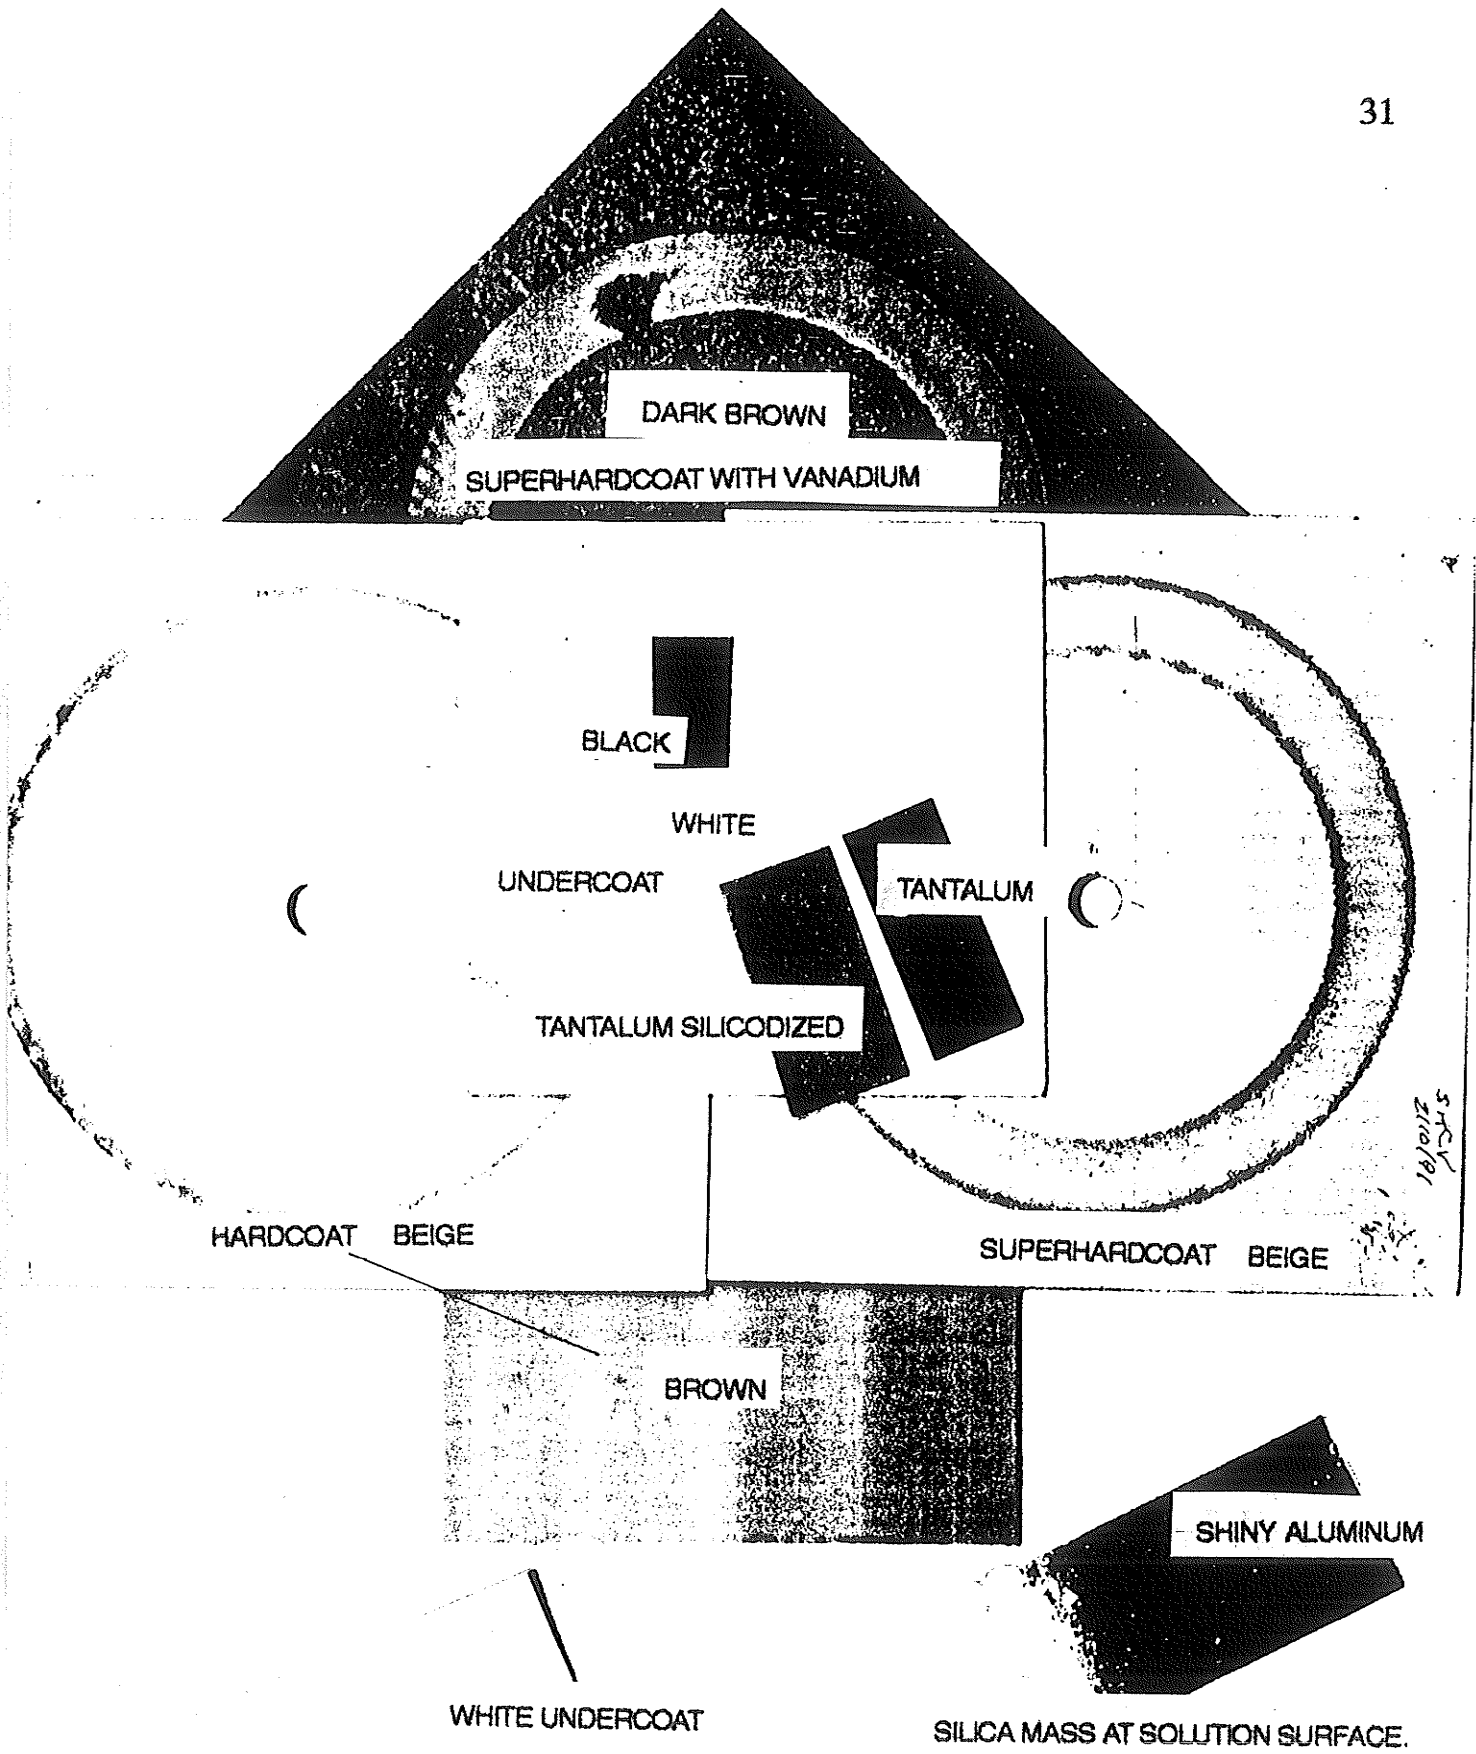 31
DARK BROWN
SUPERHARDCOAT WITH VANADIUM
BLACK
WHITE
UNDERCOAT
TANTALUM
TANTALUM SILICODIZED
HARDCOAT BEIGE
SUPERHARDCOAT BEIGE
BROWN
SHINY ALUMINUM
WHITE UNDERCOAT
SILICA MASS AT SOLUTION SURFACE.